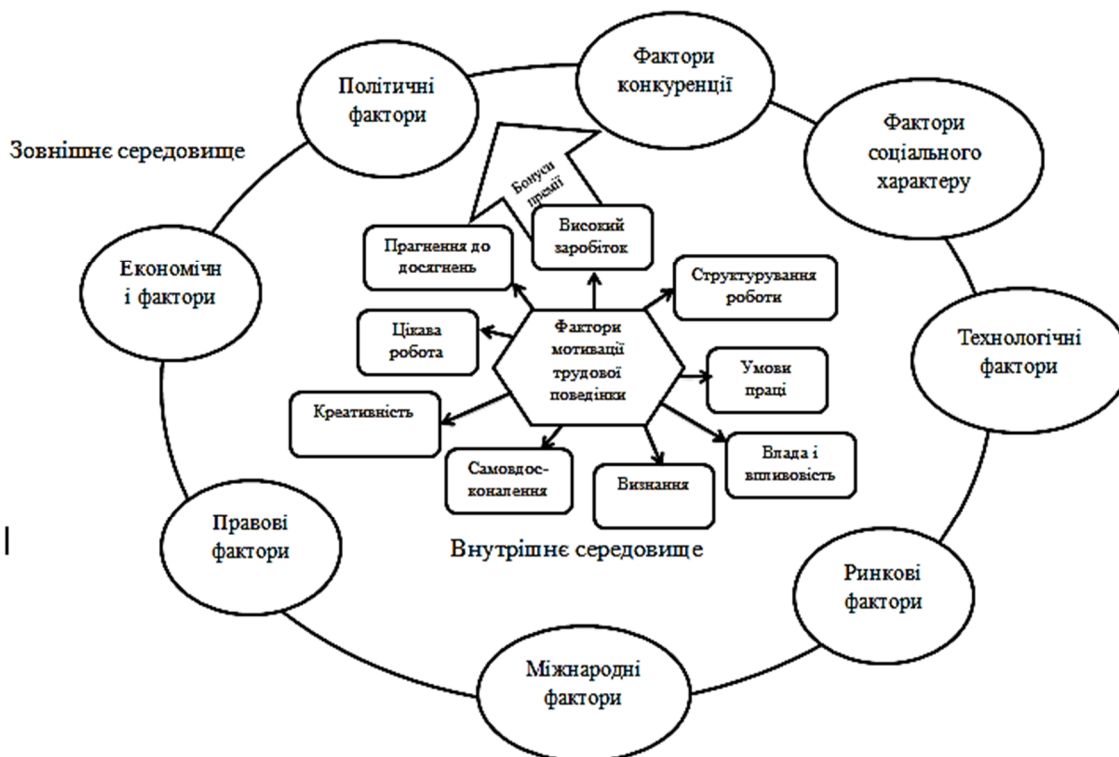 Фактори
конкуренції
Політичні
фактори
Фактори
соціального
характеру
Зовнішнє середовище
Бонуси
премії
Високий
заробіток
Прагнення до
досягнень
Структурування
роботи
Економічн
і фактори
Цікава
робота
Фактори
мотивації
трудової
поведінки
Умови
праці
Технологічні
фактори
Креативність
Влада і
впливовість
Самовдос-
коналення
Визнання
Правові
фактори
Внутрішнє середовище
Ринкові
фактори
Міжнародні
фактори